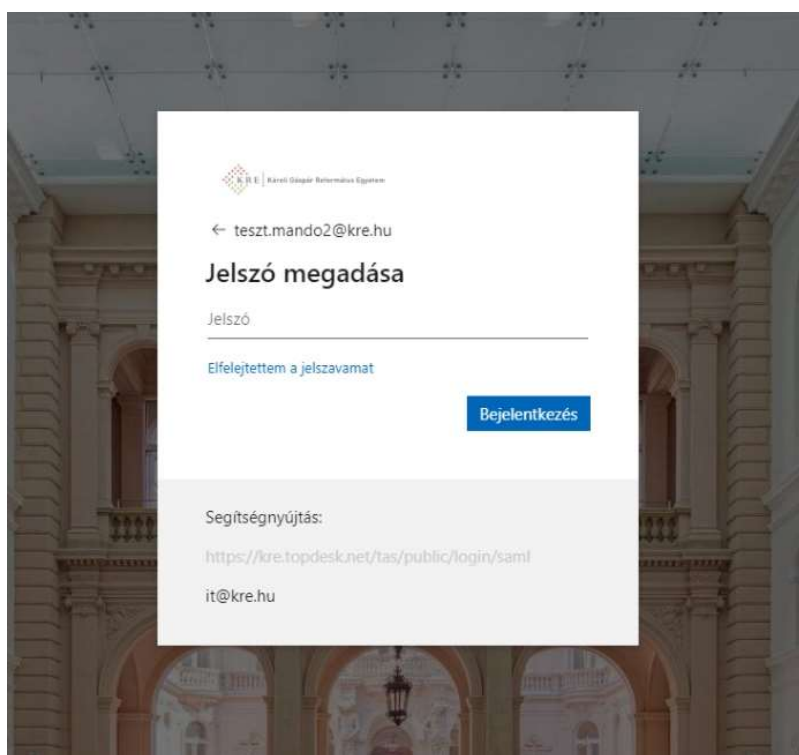 KRE | Károli Gáspár Református Egyetem
← teszt.mando2@kre.hu
Jelszó megadása
Jelszó
Elfelejtettem a jelszavamat
Bejelentkezés
Segítségnyújtás:
https://kre.topdesk.net/tas/public/login/saml
it@kre.hu